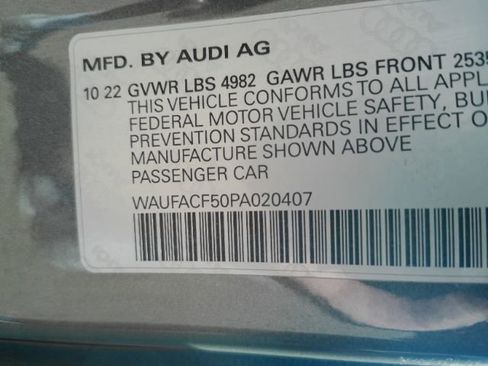 MFD. BY AUDI AG
10 22 GVWR LBS 4982 GAWR LBS FRONT 2535
THIS VEHICLE CONFORMS TO ALL APPL
FEDERAL MOTOR VEHICLE SAFETY, BU
PREVENTION STANDARDS IN EFFECT O
MANUFACTURE SHOWN ABOVE
PASSENGER CAR
WAUFACF50PA020407